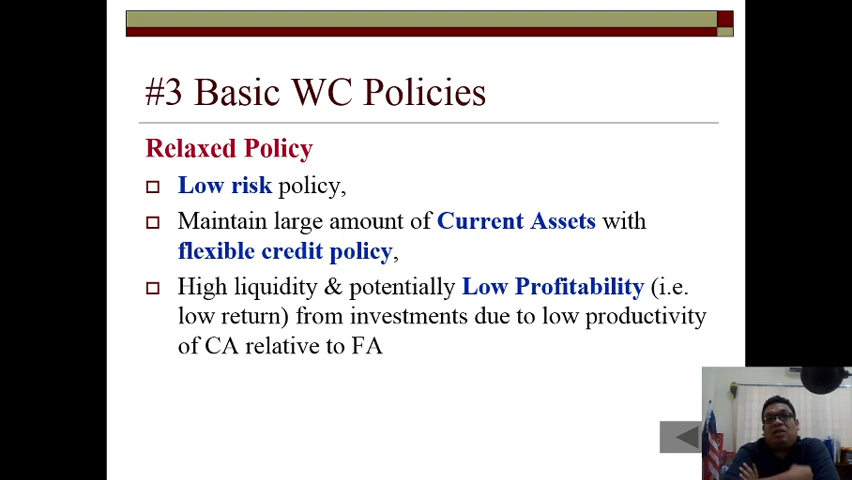 #3 Basic WC Policies
Relaxed Policy
Low risk policy,
Maintain large amount of Current Assets with
flexible credit policy,
High liquidity & potentially Low Profitability (i.e.
low return) from investments due to low productivity
of CA relative to FA